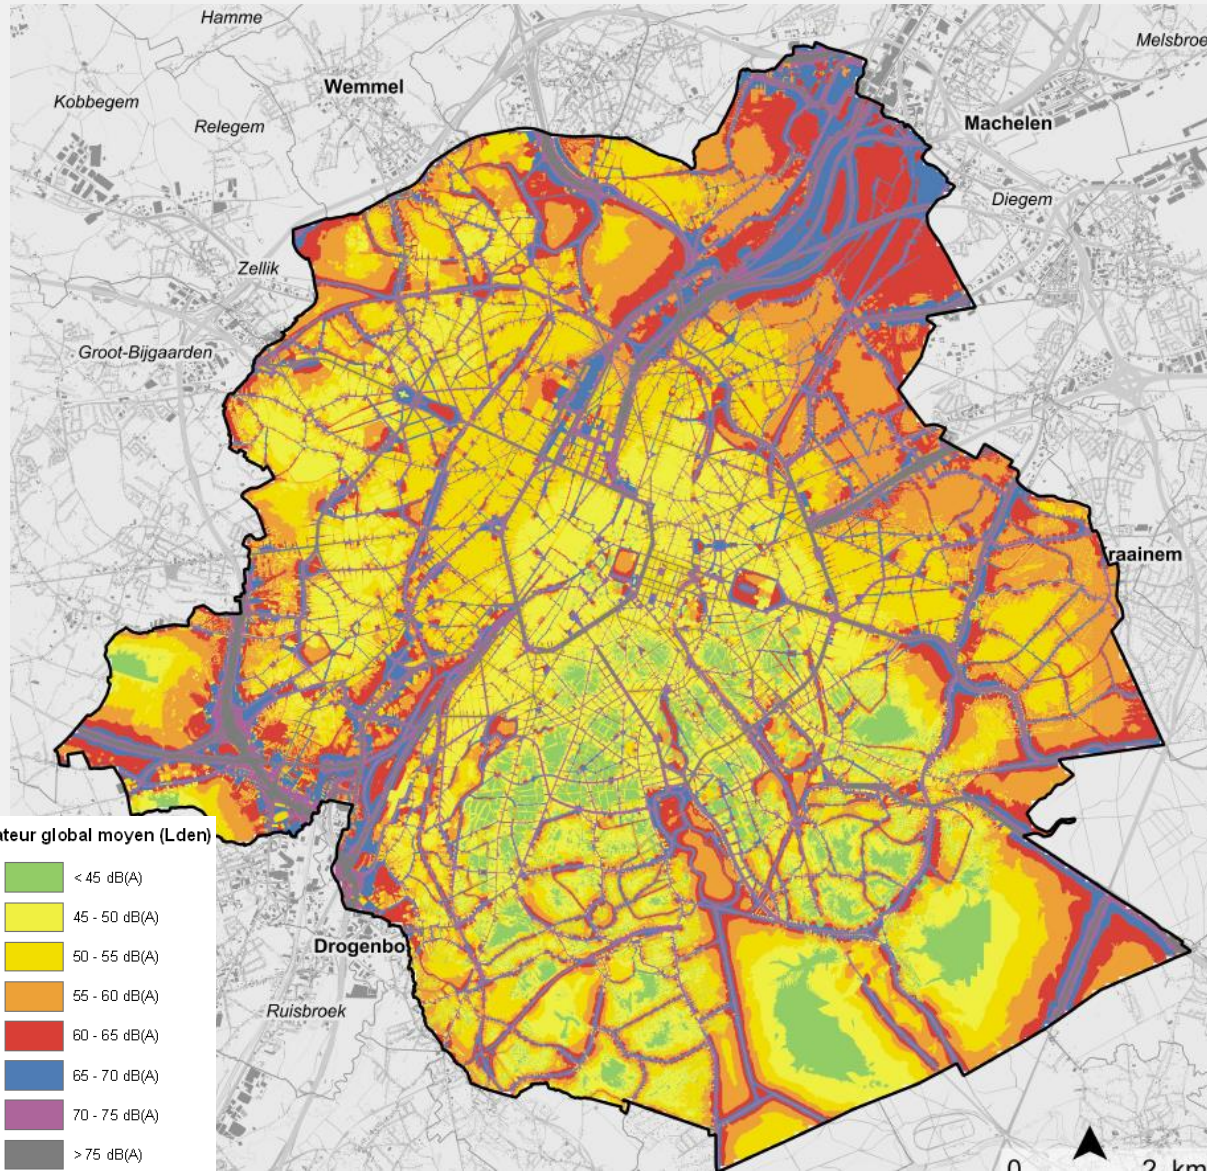 Hamme
Melsbroe
Wemmel
Kobbegem
Machelen
Relegem
Diegem
Zellik
Groot-Bijgaarden
raainem
ateur global moyen (Lden)
< 45 dB(A)
45 - 50 dB(A)
50 - 55 dB(A)
Drogenbo
55 - 60 dB(A)
Ruisbroek
60 - 65 dB(A)
65 - 70 dB(A)
70 - 75 dB(A)
> 75 dB(A)
0 2 km